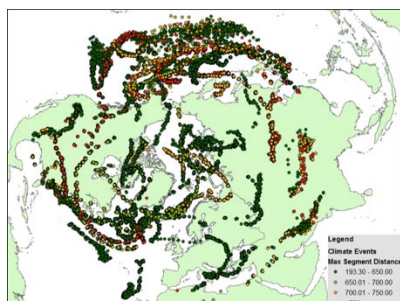 Legend
Climate Events
Max Segment Distance
193.30 - 650.00
650.01 - 700.00
700.01 - 750.00